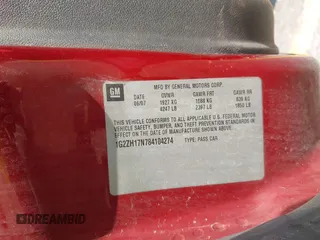 GM
MFD BY GENERAL MOTORS CORP
DATE GVWR GAWR FRT GAWR RR
06/07 1927 KG 1088 KG 839 KG
4247 LB 2397 LB 1850 LB
THIS VEHICLE CONFORMS TO ALL APPLICABLE U.S. FEDERAL MOTOR
VEHICLE SAFETY, BUMPER, AND THEFT PREVENTION STANDARDS IN
EFFECT ON THE DATE OF MANUFACTURE SHOWN ABOVE.
1G2ZH17N784104274 TYPE: PASS CAR
DREAMBID